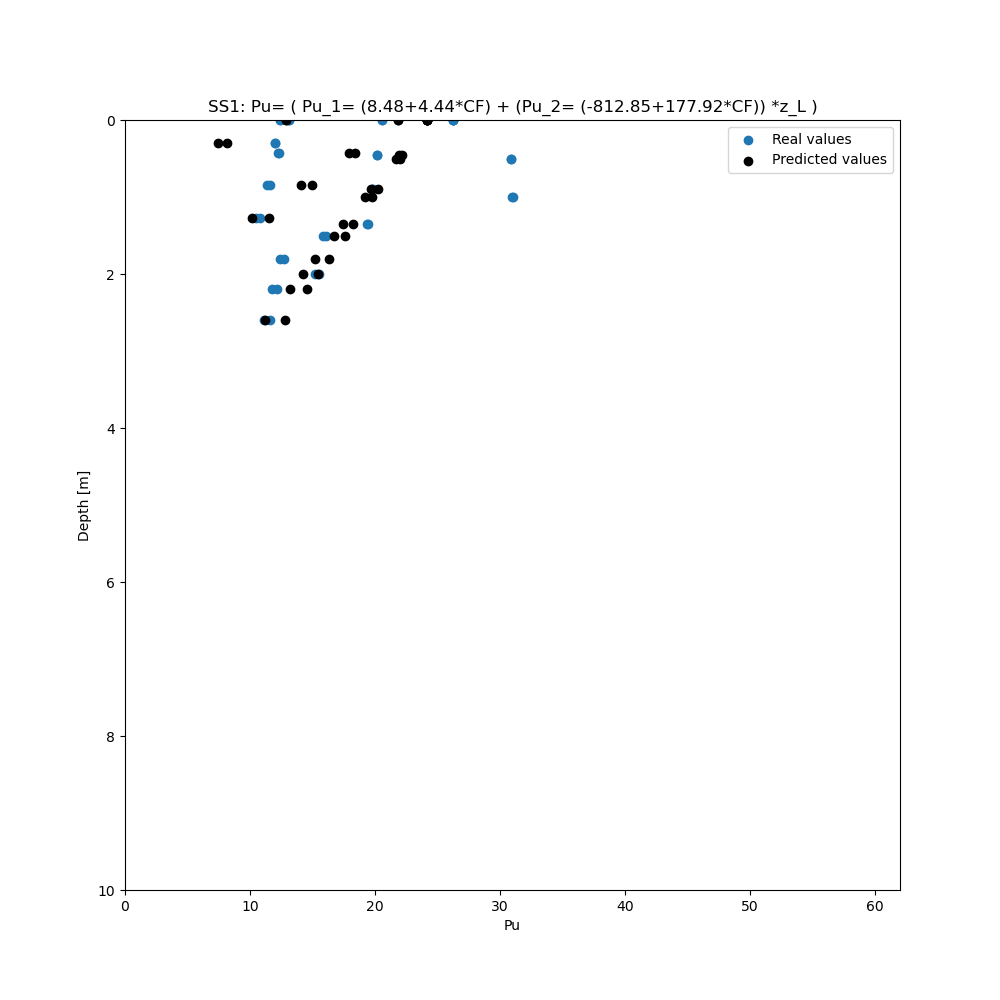 SS1: Pu= ( Pu_1= (8.48+4.44*CF) + (Pu_2= (-812.85+177.92*CF)) *z_L )
Real values
Predicted values
0
2
4
6
8
10
Depth [m]
0 10 20 30 40 50 60
Pu